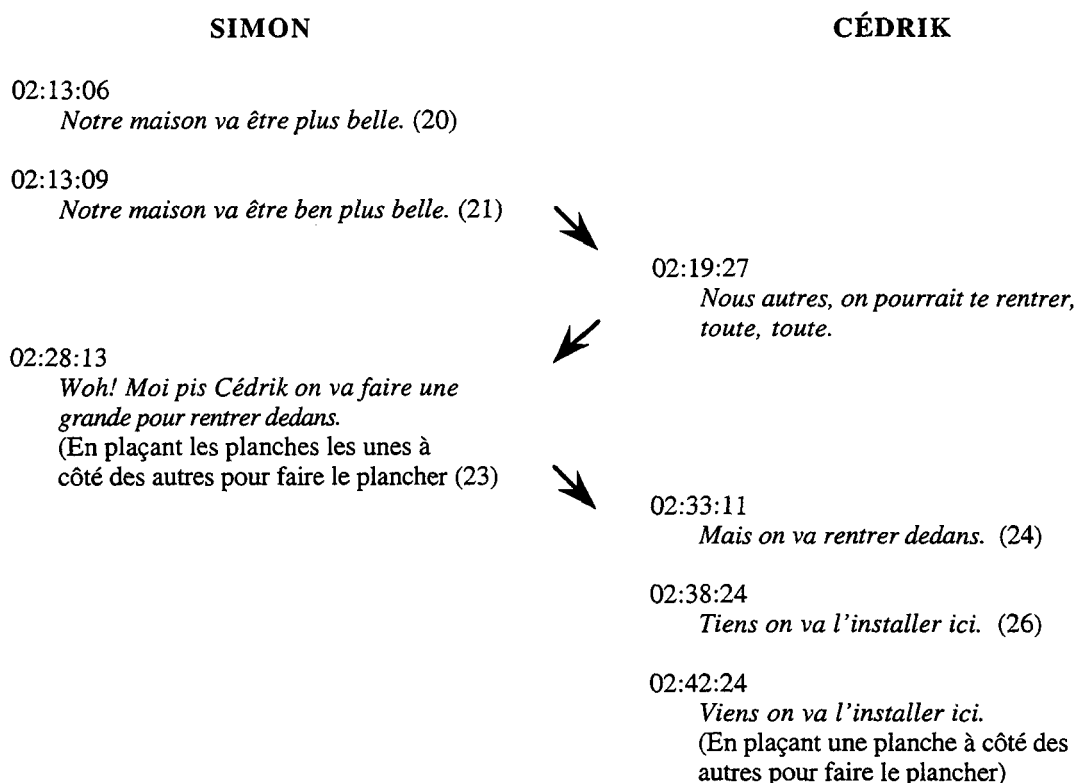 SIMON
CÉDRIK
02:13:06
Notre maison va être plus belle. (20)
02:13:09
Notre maison va être ben plus belle. (21)
02:19:27
Nous autres, on pourrait te rentrer,
toute, toute.
02:28:13
Woh! Moi pis Cédrik on va faire une
grande pour rentrer dedans.
(En plaçant les planches les unes à
côté des autres pour faire le plancher (23)
02:33:11
Mais on va rentrer dedans. (24)
02:38:24
Tiens on va l'installer ici. (26)
02:42:24
Viens on va l'installer ici.
(En plaçant une planche à côté des
autres pour faire le plancher)